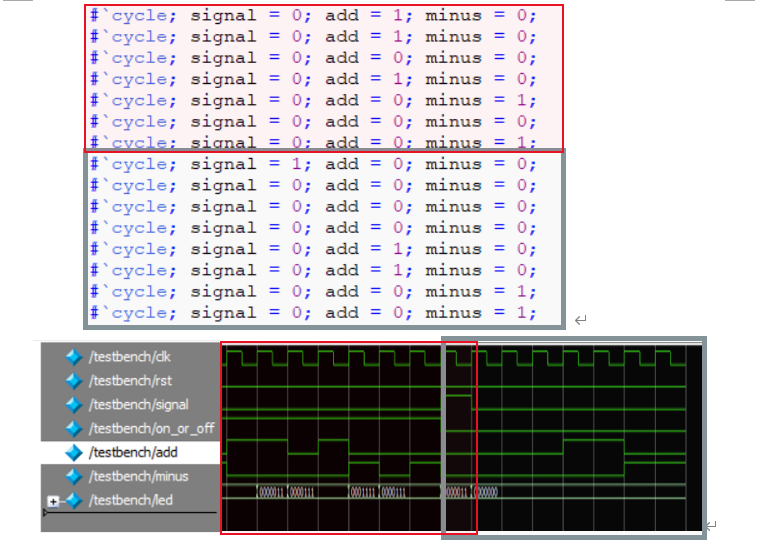 #`cycle; signal = 0; add = 1; minus = 0;
#`cycle; signal = 0; add = 1; minus = 0;
#`cycle; signal = 0; add = 0; minus = 0;
#`cycle; signal = 0; add = 1; minus = 0;
#`cycle; signal = 0; add = 0; minus = 1;
#`cycle; signal = 0; add = 0; minus = 0;
#`cycle; signal = 0; add = 0; minus = 1;
#`cycle; signal = 1; add = 0; minus = 0;
#`cycle; signal = 0; add = 0; minus = 0;
#`cycle; signal = 0; add = 0; minus = 0;
#`cycle; signal = 0; add = 0; minus = 0;
#`cycle; signal = 0; add = 1; minus = 0;
#`cycle; signal = 0; add = 1; minus = 0;
#`cycle; signal = 0; add = 0; minus = 1;
#`cycle; signal = 0; add = 0; minus = 1;
/testbench/clk
/testbench/rst
/testbench/signal
/testbench/on_or_off
/testbench/add
/testbench/minus
/testbench/led 0000011 0000111 0001111 0000111 0000011 0000000